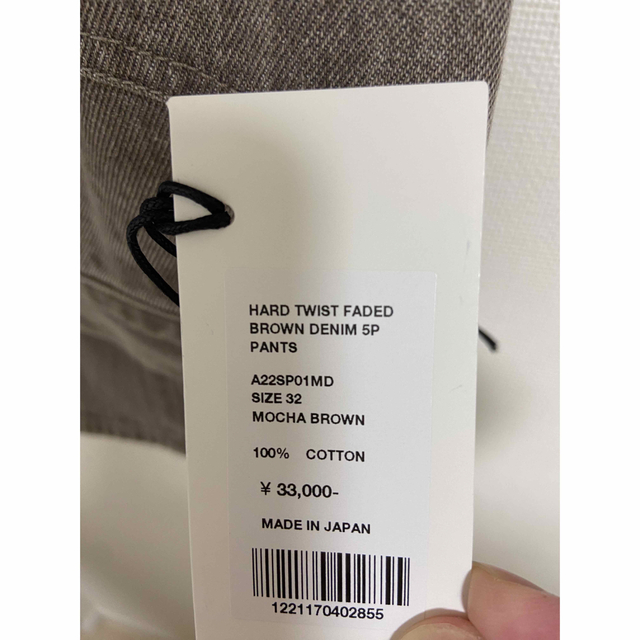 HARD TWIST FADED
BROWN DENIM 5P
PANTS
A22SP01MD
SIZE 32
MOCHA BROWN
100% COTTON
¥ 33,000-
MADE IN JAPAN
1221170402855